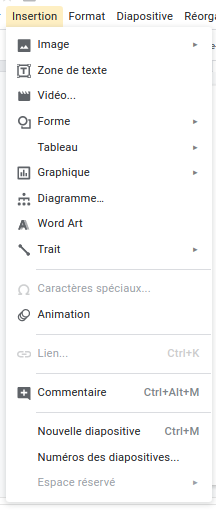 Insertion Format Diapositive Réorga
Image
Zone de texte
Vidéo...
Forme
Tableau
Graphique
Diagramme...
Word Art
Trait
Caractères spéciaux...
Animation
Lien... Ctrl+K
Commentaire Ctrl+Alt+M
Nouvelle diapositive Ctrl+M
Numéros des diapositives...
Espace réservé